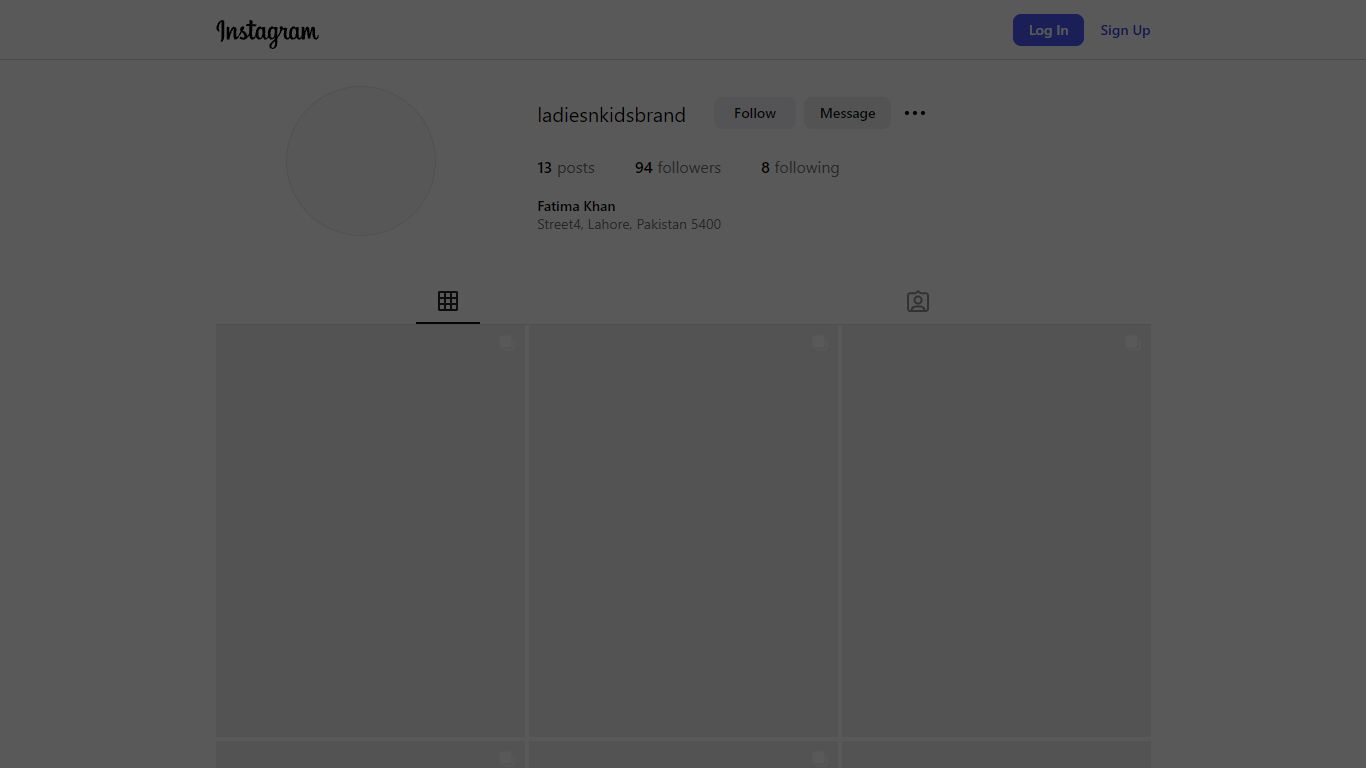 Instagram
Log In
Sign Up
ladiesnkidsbrand
Follow
Message
13 posts
94 followers
8 following
Fatima Khan
Street4, Lahore, Pakistan 5400